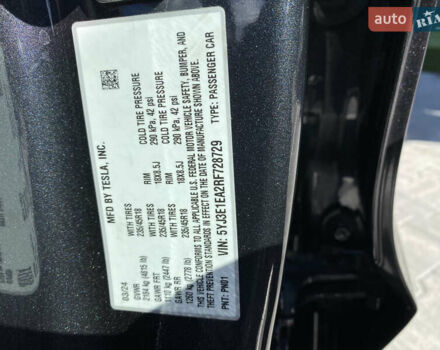 auto RIA
MFG BY TESLA, INC.
03/24
GVWR
2184 kg (4815 lb)
GAWR FRT WITH TIRES RIM COLD TIRE PRESSURE
1110 kg (2447 lb) 235/45R18 18X8.5J 290 kPa, 42 psi
GAWR RR WITH TIRES RIM COLD TIRE PRESSURE
1260 kg (2778 lb) 235/45R18 18X8.5J 290 kPa, 42 psi
THIS VEHICLE CONFORMS TO ALL APPLICABLE U.S. FEDERAL MOTOR VEHICLE SAFETY, BUMPER, AND
THEFT PREVENTION STANDARDS IN EFFECT ON THE DATE OF MANUFACTURE SHOWN ABOVE.
VIN: 5YJ3E1EA2RF728729 TYPE: PASSENGER CAR
PNT: PN01